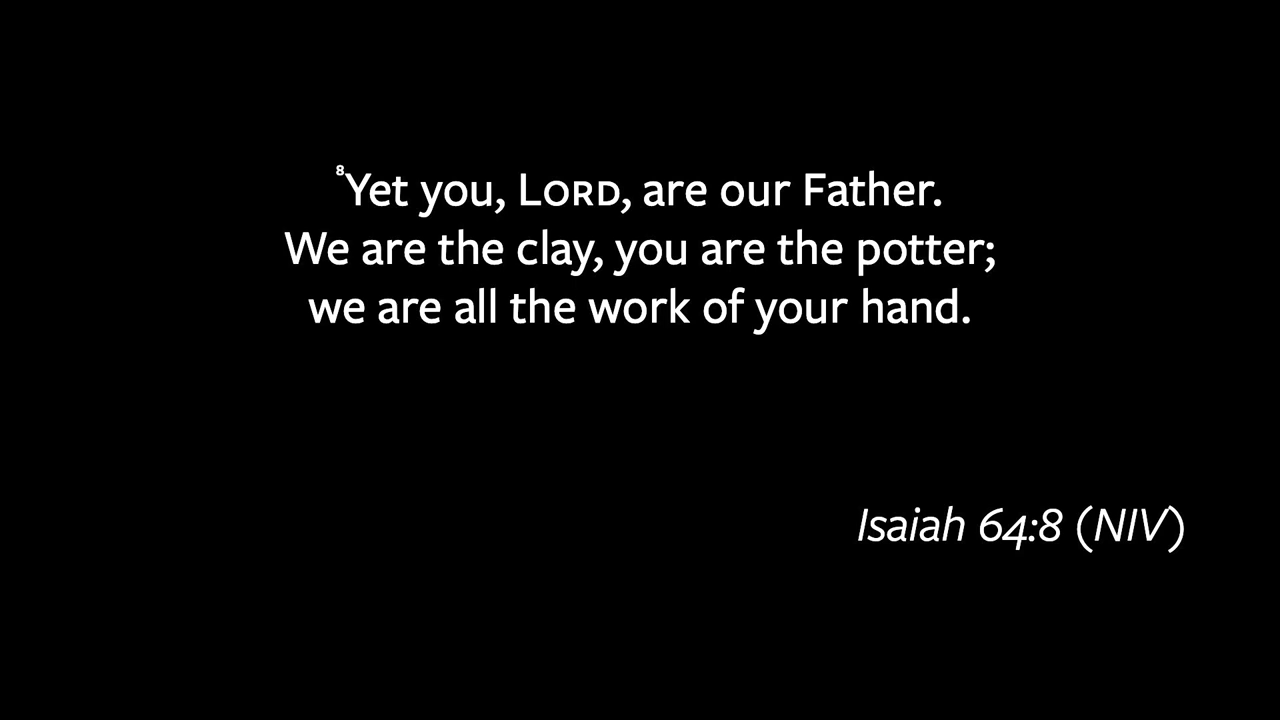 ⁸Yet you, LORD, are our Father.
We are the clay, you are the potter;
we are all the work of your hand.
Isaiah 64:8 (NIV)